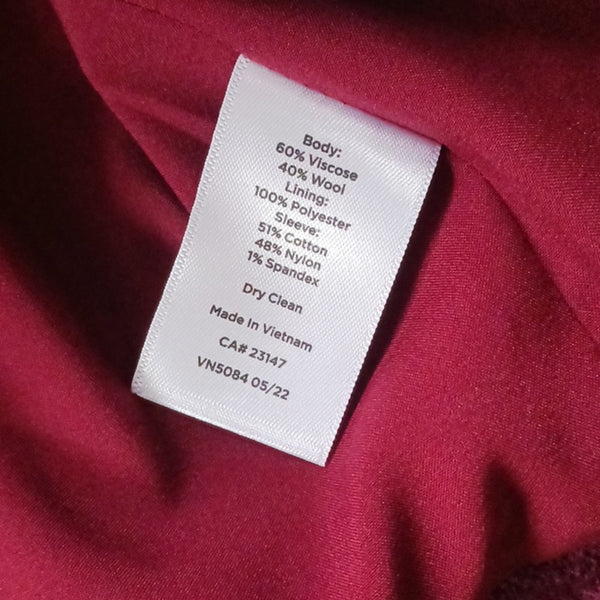 Body:
60% Viscose
40% Wool
Lining:
100% Polyester
Sleeve:
51% Cotton
48% Nylon
1% Spandex
Dry Clean
Made In Vietnam
CA# 23147
VN5084 05/22